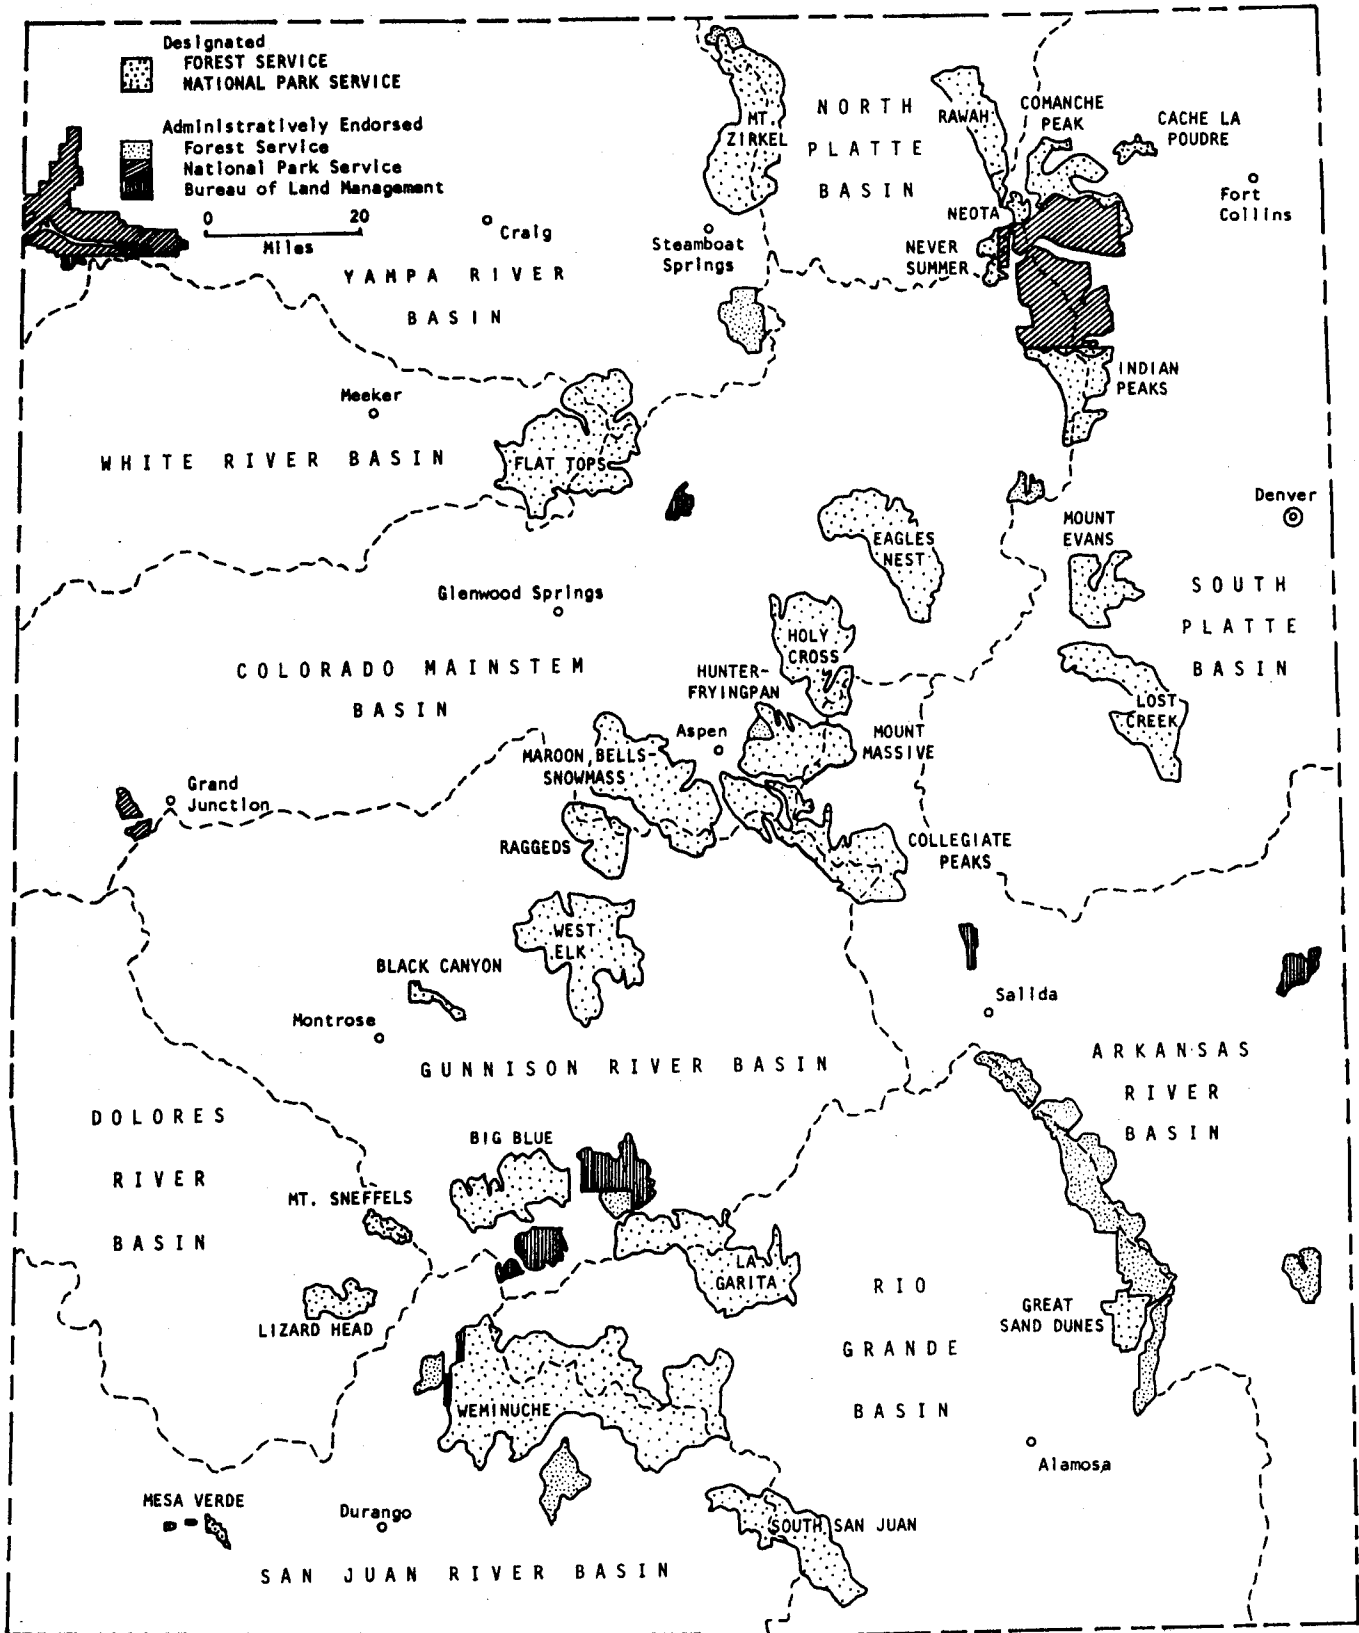 Designated
FOREST SERVICE
NATIONAL PARK SERVICE
Administratively Endorsed
Forest Service
National Park Service
Bureau of Land Management
0 20
Miles
Craig
YAMPA RIVER
BASIN
MT.
ZIRKEL
NORTH
PLATTE
BASIN
RAWAH
COMANCHE
PEAK
CACHE LA
POUDRE
Fort
Collins
NEOTA
NEVER
SUMMER
Steamboat
Springs
INDIAN
PEAKS
Meeker
WHITE RIVER BASIN
FLAT TOPS
EAGLES
NEST
MOUNT
EVANS
Denver
SOUTH
PLATTE
BASIN
Glenwood Springs
COLORADO MAINSTEM
BASIN
HOLY
CROSS
HUNTER-
FRYINGPAN
LOST
CREEK
Aspen
MOUNT
MASSIVE
MAROON BELLS-
SNOWMASS
Grand
Junction
RAGGEDS
COLLEGIATE
PEAKS
WEST
ELK
BLACK CANYON
Montrose
Salida
GUNNISON RIVER BASIN
ARKANSAS
RIVER
BASIN
DOLORES
RIVER
BASIN
BIG BLUE
MT. SNEFFELS
LA
GARITA
LIZARD HEAD
RIO
GRANDE
BASIN
GREAT
SAND DUNES
WEMINUCHE
Alamosa
MESA VERDE
Durango
SOUTH SAN JUAN
SAN JUAN RIVER BASIN